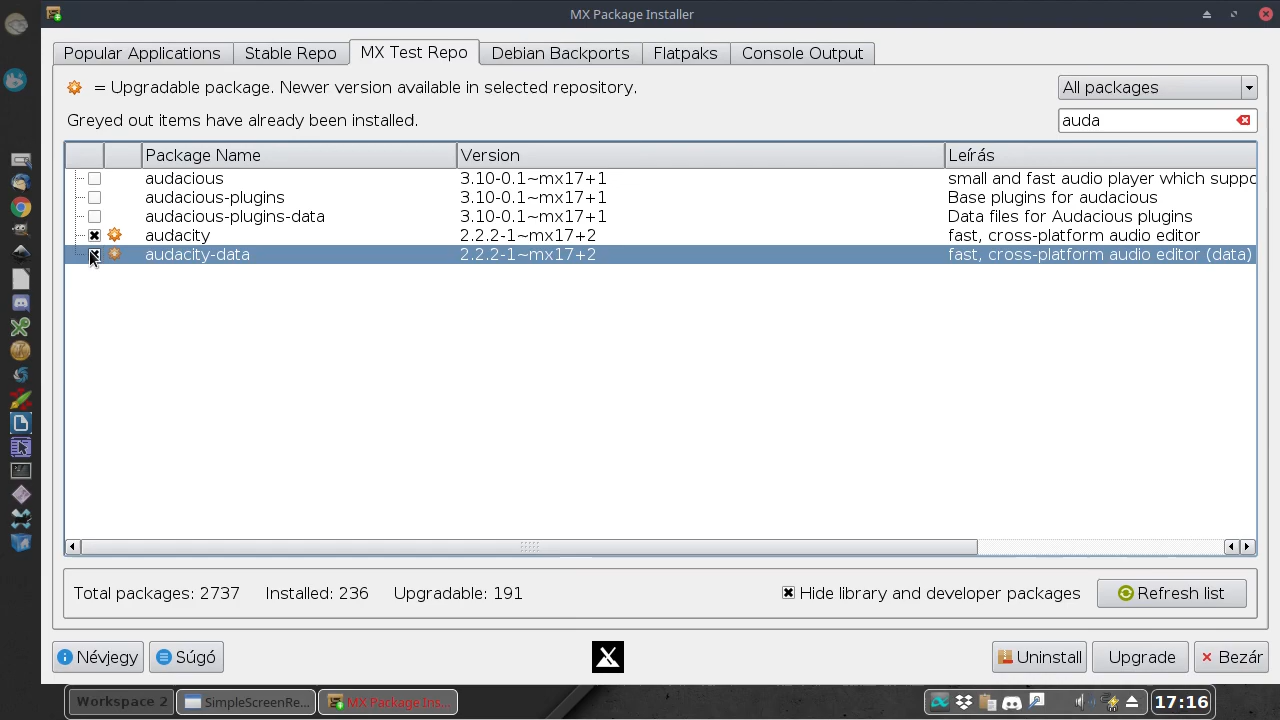 MX Package Installer
Popular Applications Stable Repo MX Test Repo Debian Backports Flatpaks Console Output
= Upgradable package. Newer version available in selected repository.
All packages
Greyed out items have already been installed.
auda
Package Name Version Leírás
audacious 3.10-0.1~mx17+1 small and fast audio player which suppo
audacious-plugins 3.10-0.1~mx17+1 Base plugins for audacious
audacious-plugins-data 3.10-0.1~mx17+1 Data files for Audacious plugins
audacity 2.2.2-1~mx17+2 fast, cross-platform audio editor
audacity-data 2.2.2-1~mx17+2 fast, cross-platform audio editor (data)
Total packages: 2737 Installed: 236 Upgradable: 191 Hide library and developer packages Refresh list
Névjegy Súgó Uninstall Upgrade Bezár
Workspace 2 SimpleScreenRe... MX Package Ins... 17:16